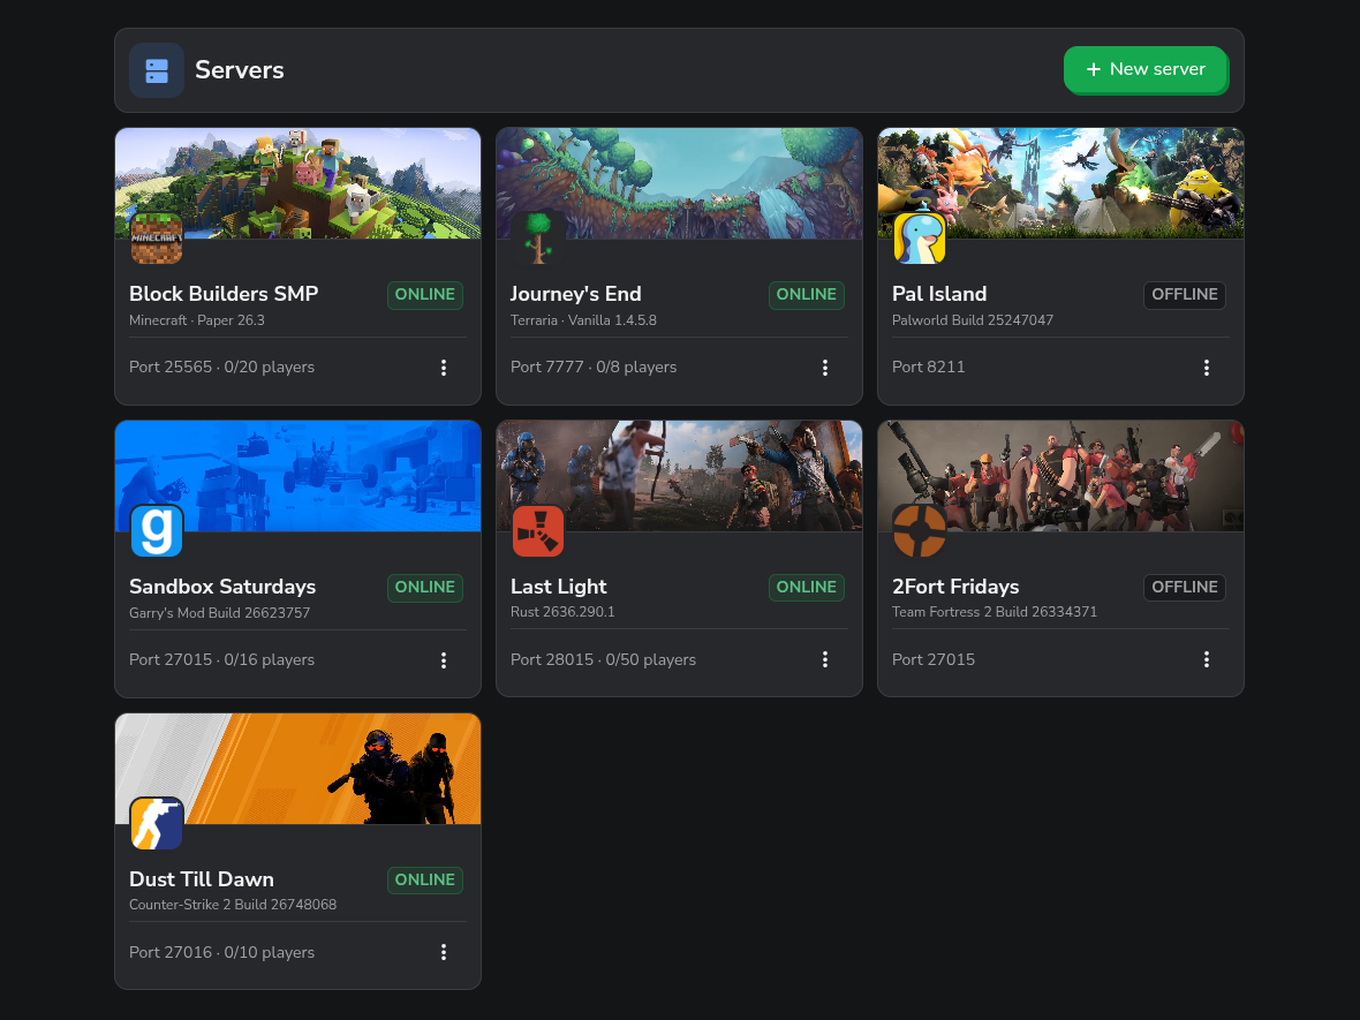 Servers
+ New server
MINECRAFT
Block Builders SMP
ONLINE
Minecraft · Paper 26.3
Port 25565 · 0/20 players
Journey's End
ONLINE
Terraria · Vanilla 1.4.5.8
Port 7777 · 0/8 players
Pal Island
OFFLINE
Palworld Build 25247047
Port 8211
g
Sandbox Saturdays
ONLINE
Garry's Mod Build 26623757
Port 27015 · 0/16 players
Last Light
ONLINE
Rust 2636.290.1
Port 28015 · 0/50 players
2Fort Fridays
OFFLINE
Team Fortress 2 Build 26334371
Port 27015
Dust Till Dawn
ONLINE
Counter-Strike 2 Build 26748068
Port 27016 · 0/10 players